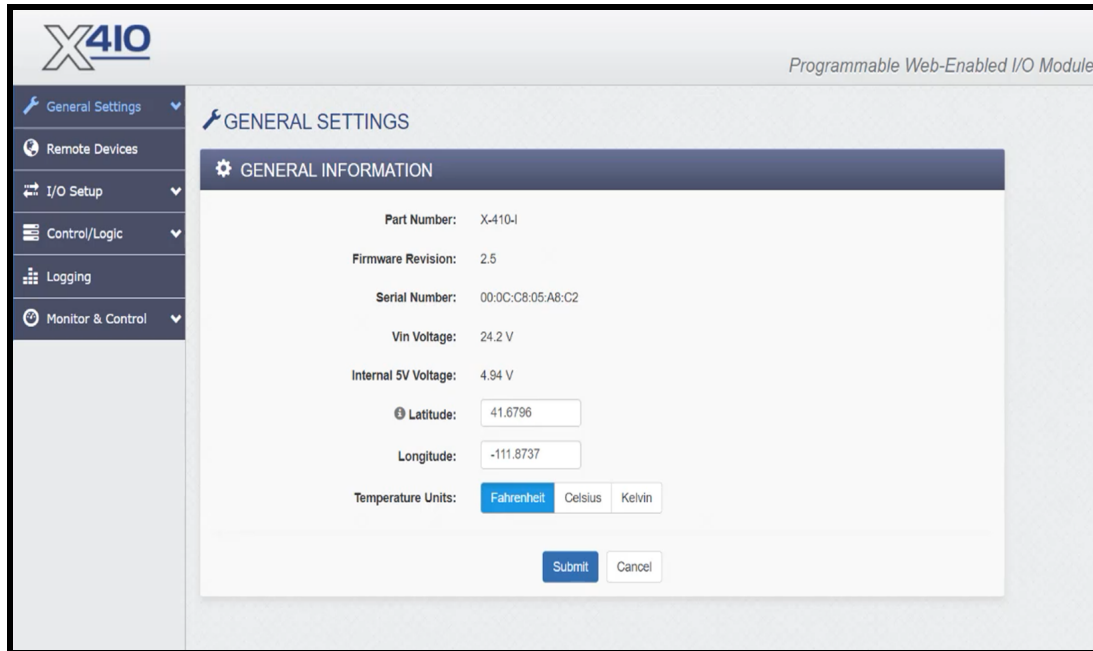 X410
Programmable Web-Enabled I/O Module
General Settings
Remote Devices
I/O Setup
Control/Logic
Logging
Monitor & Control
GENERAL SETTINGS
GENERAL INFORMATION
Part Number: X-410-I
Firmware Revision: 2.5
Serial Number: 00:0C:C8:05:A8:C2
Vin Voltage: 24.2 V
Internal 5V Voltage: 4.94 V
Latitude: 41.6796
Longitude: -111.8737
Temperature Units: Fahrenheit Celsius Kelvin
Submit Cancel